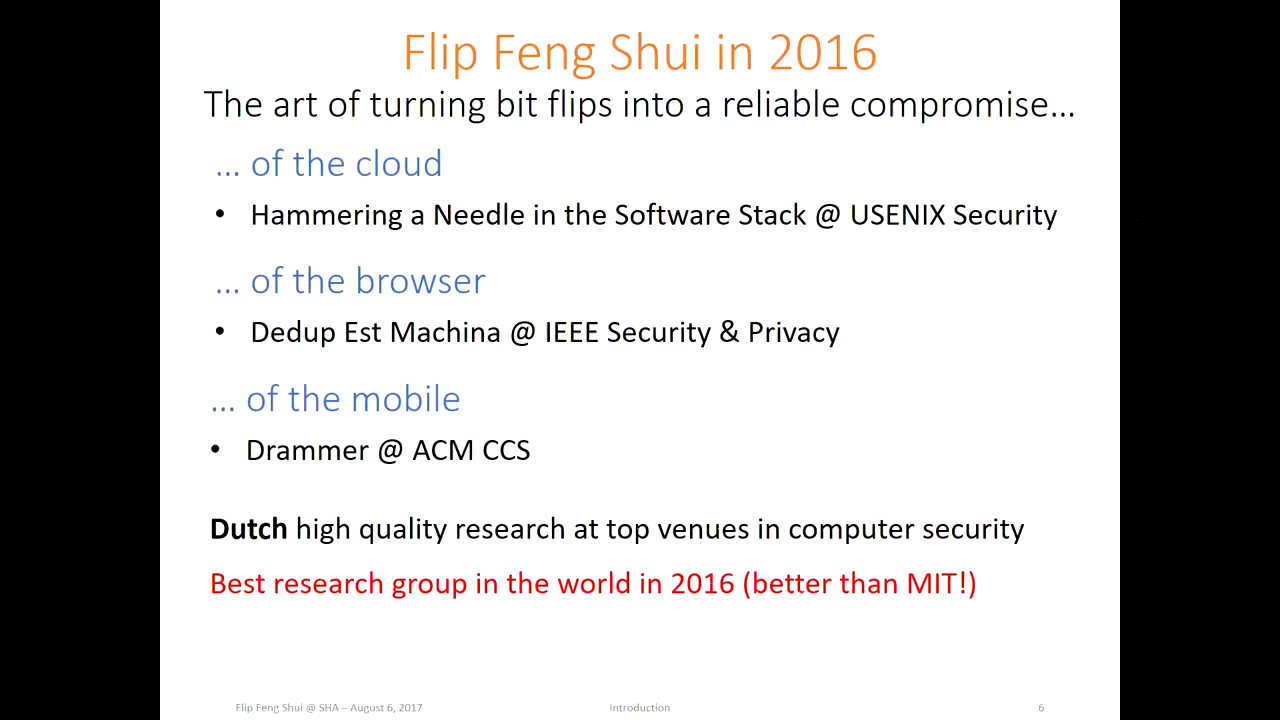 Flip Feng Shui in 2016
The art of turning bit flips into a reliable compromise...
... of the cloud
• Hammering a Needle in the Software Stack @ USENIX Security
... of the browser
• Dedup Est Machina @ IEEE Security & Privacy
... of the mobile
• Drammer @ ACM CCS
Dutch high quality research at top venues in computer security
Best research group in the world in 2016 (better than MIT!)
Flip Feng Shui @ SHA – August 6, 2017 Introduction 6